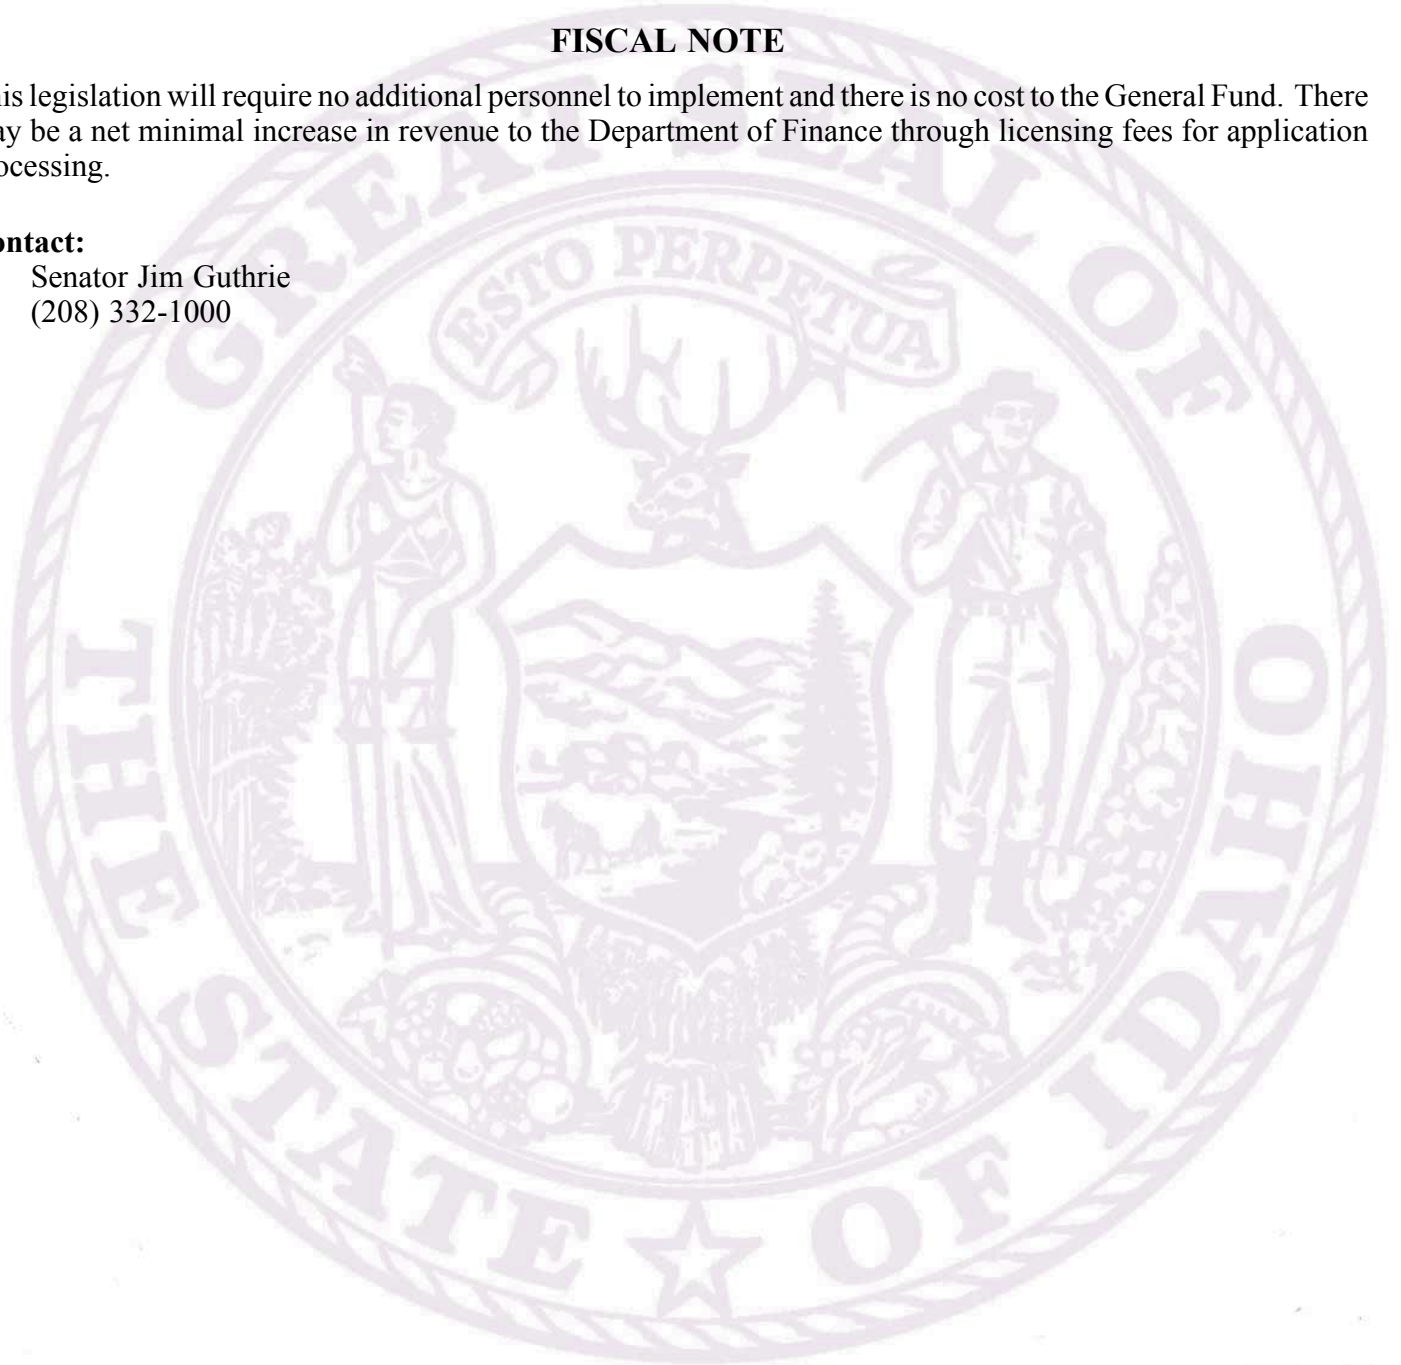 FISCAL NOTE
his legislation will require no additional personnel to implement and there is no cost to the General Fund. There
ay be a net minimal increase in revenue to the Department of Finance through licensing fees for application
ocessing.
ontact:
Senator Jim Guthrie
(208) 332-1000
GREAT SEAL OF
ESTO PERPETUA
THE STATE OF IDAHO